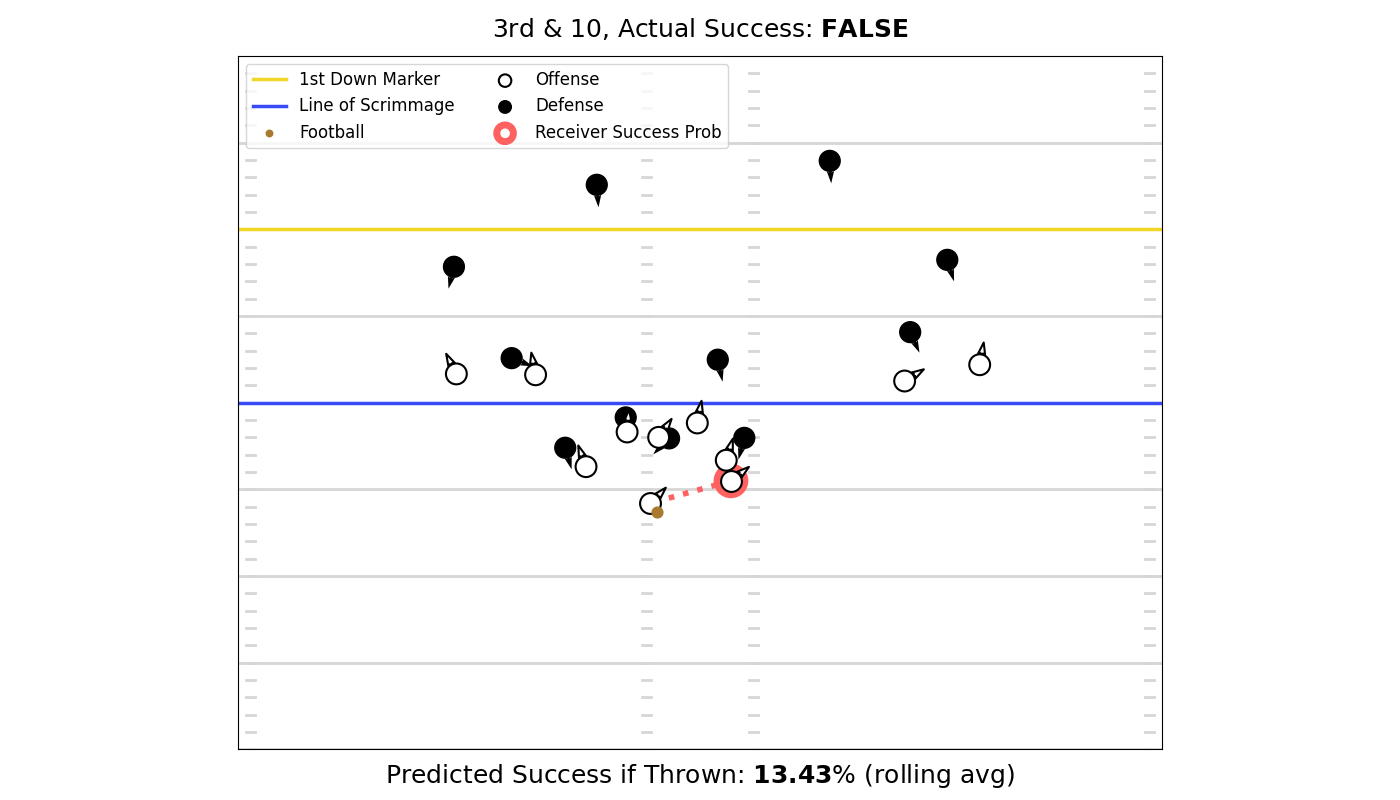 3rd & 10, Actual Success: FALSE
1st Down Marker
Line of Scrimmage
Football
Offense
Defense
Receiver Success Prob
Predicted Success if Thrown: 13.43% (rolling avg)